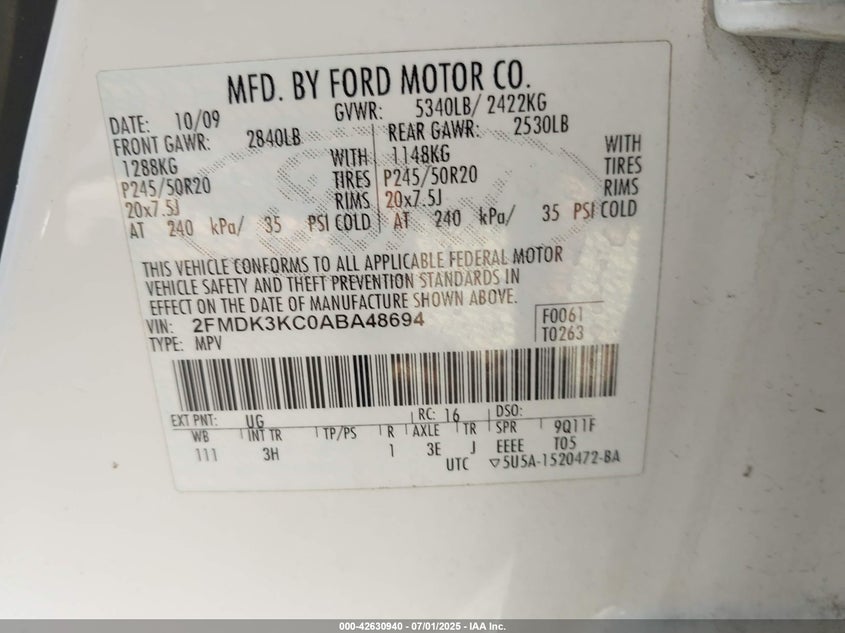 MFD. BY FORD MOTOR CO.
DATE: 10/09 GVWR: 5340LB/ 2422KG
FRONT GAWR: 2840LB REAR GAWR: 2530LB
1288KG WITH 1148KG WITH
P245/50R20 TIRES P245/50R20 TIRES
20x7.5J RIMS 20x7.5J RIMS
AT 240 kPa/ 35 PSI COLD AT 240 kPa/ 35 PSI COLD
THIS VEHICLE CONFORMS TO ALL APPLICABLE FEDERAL MOTOR
VEHICLE SAFETY AND THEFT PREVENTION STANDARDS IN
EFFECT ON THE DATE OF MANUFACTURE SHOWN ABOVE.
VIN: 2FMDK3KC0ABA48694 F0061
TYPE: MPV T0263
EXT PNT: UG RC: 16 DSO:
WB INT TR TP/PS R AXLE TR SPR 9Q11F
111 3H 1 3E J EEEE T05
UTC ▽5U5A-1520472-BA
000-42630940 - 07/01/2025 - IAA Inc.